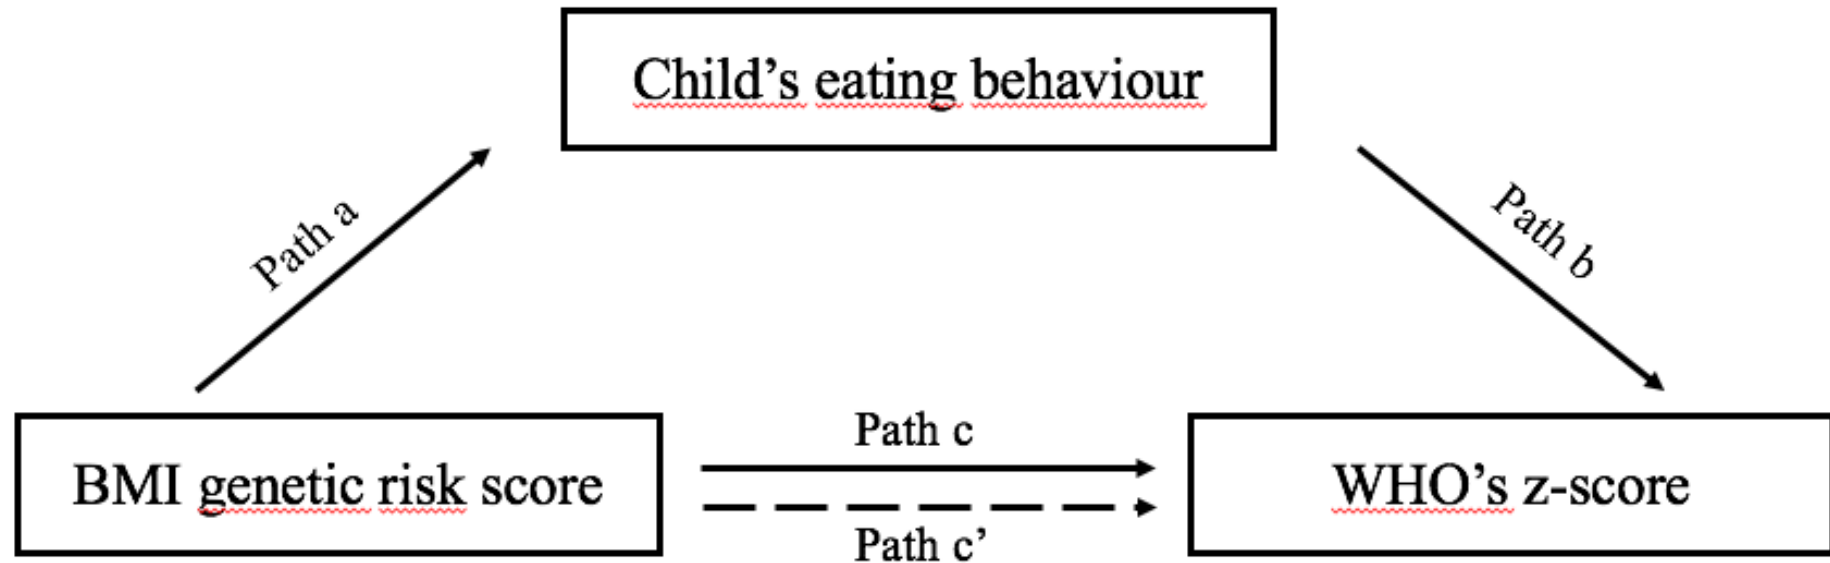 Child’s eating behaviour
Path a
Path b
Path c
BMI genetic risk score
WHO’s z-score
Path c’